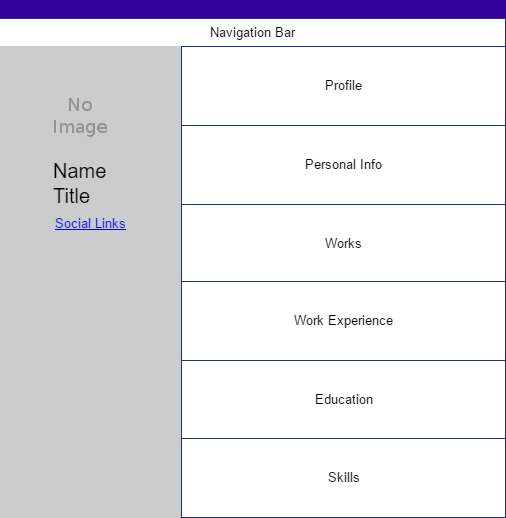 Navigation Bar
No
Image
Name
Title
Social Links
Profile
Personal Info
Works
Work Experience
Education
Skills